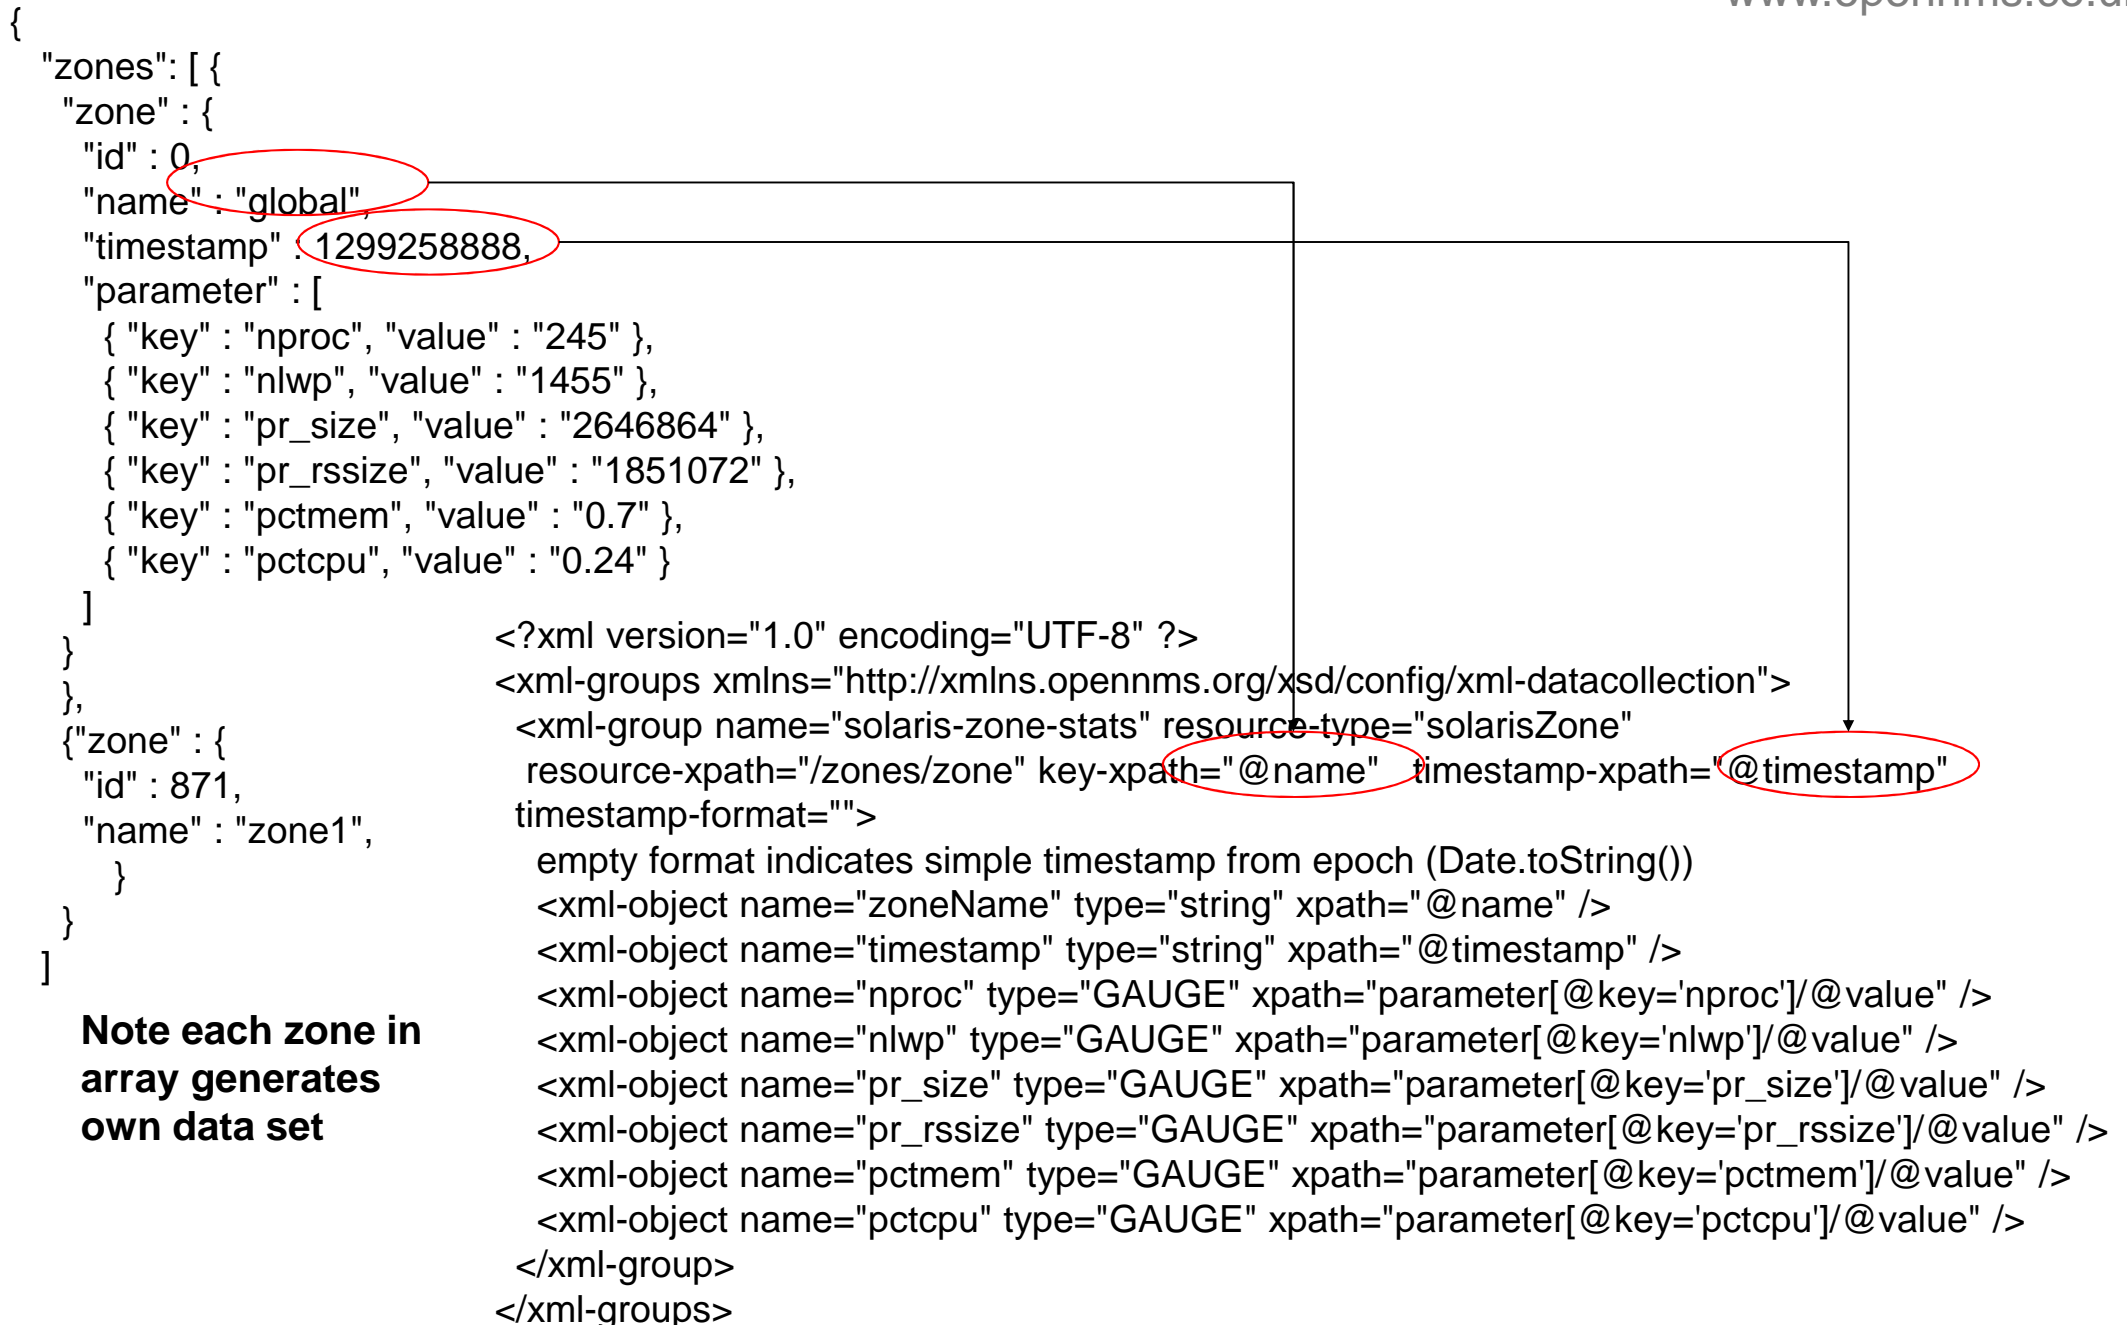 {
"zones": [ {
"zone" : {
"id" : 0,
"name" : "global",
"timestamp" : 1299258888,
"parameter" : [
{ "key" : "nproc", "value" : "245" },
{ "key" : "nlwp", "value" : "1455" },
{ "key" : "pr_size", "value" : "2646864" },
{ "key" : "pr_rssize", "value" : "1851072" },
{ "key" : "pctmem", "value" : "0.7" },
{ "key" : "pctcpu", "value" : "0.24" }
]
}
},
{"zone" : {
"id" : 871,
"name" : "zone1",
}
}
]
Note each zone in
array generates
own data set
<?xml version="1.0" encoding="UTF-8" ?>
<xml-groups xmlns="http://xmlns.opennms.org/xsd/config/xml-datacollection">
<xml-group name="solaris-zone-stats" resource-type="solarisZone"
resource-xpath="/zones/zone" key-xpath="@name" timestamp-xpath="@timestamp"
timestamp-format="">
empty format indicates simple timestamp from epoch (Date.toString())
<xml-object name="zoneName" type="string" xpath="@name" />
<xml-object name="timestamp" type="string" xpath="@timestamp" />
<xml-object name="nproc" type="GAUGE" xpath="parameter[@key='nproc']/@value" />
<xml-object name="nlwp" type="GAUGE" xpath="parameter[@key='nlwp']/@value" />
<xml-object name="pr_size" type="GAUGE" xpath="parameter[@key='pr_size']/@value" />
<xml-object name="pr_rssize" type="GAUGE" xpath="parameter[@key='pr_rssize']/@value" />
<xml-object name="pctmem" type="GAUGE" xpath="parameter[@key='pctmem']/@value" />
<xml-object name="pctcpu" type="GAUGE" xpath="parameter[@key='pctcpu']/@value" />
</xml-group>
</xml-groups>